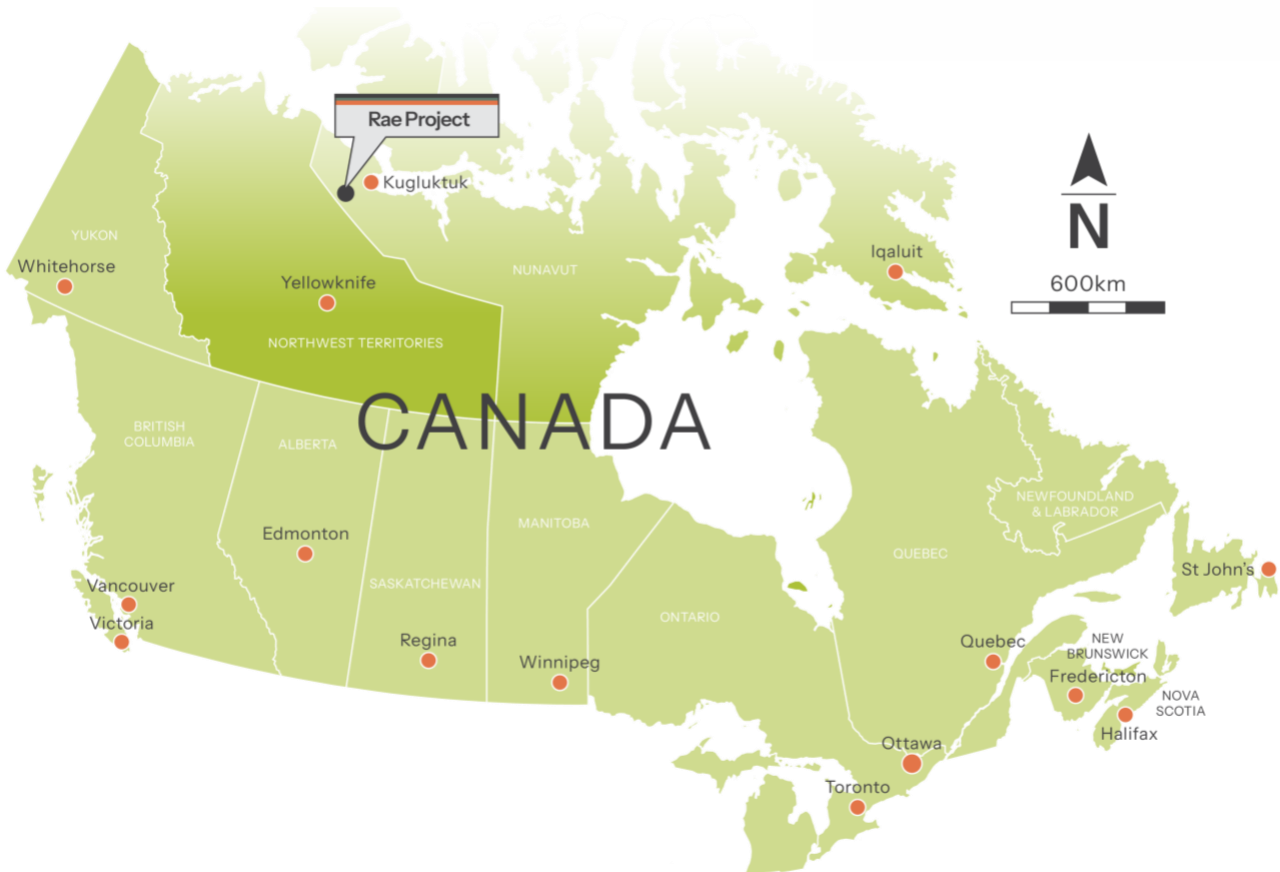 Rae Project
Kugluktuk
N
YUKON
Whitehorse
Iqaluit
NUNAVUT
Yellowknife
600km
NORTHWEST TERRITORIES
CANADA
BRITISH
COLUMBIA
ALBERTA
NEWFOUNDLAND
& LABRADOR
MANITOBA
Edmonton
QUEBEC
St John's
Vancouver
SASKATCHEWAN
Victoria
ONTARIO
Regina
Quebec
NEW
BRUNSWICK
Winnipeg
Fredericton
NOVA
SCOTIA
Halifax
Ottawa
Toronto